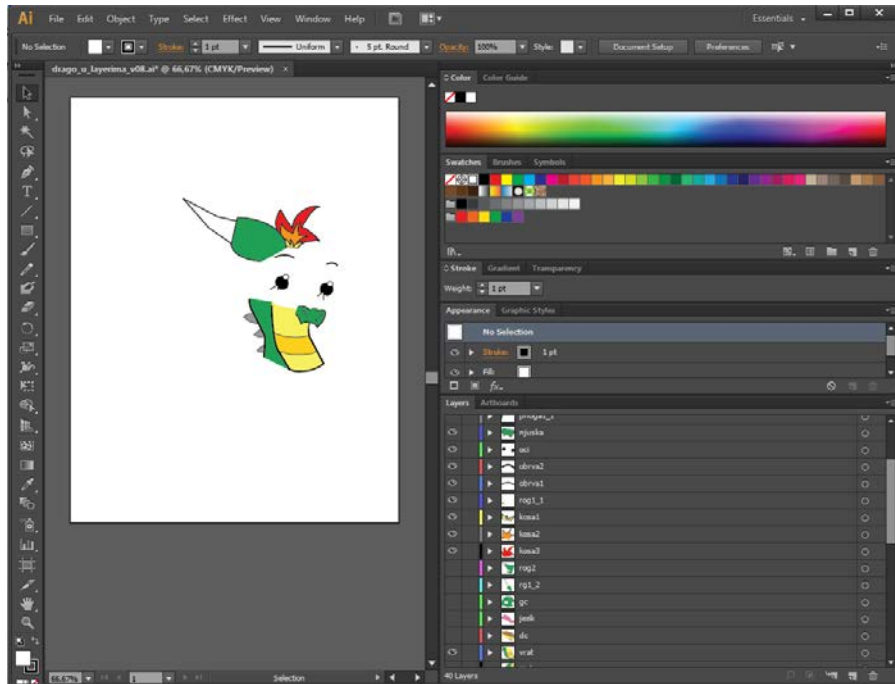 Ai File Edit Object Type Select Effect View Window Help Essentials
No Selection Stroke: 1 pt Uniform 5 pt. Round Opacity: 100% Style: Document Setup Preferences
drago_u_layerima_v08.ai* @ 66,67% (CMYK/Preview) ×
Color Color Guide
Swatches Brushes Symbols
Stroke Gradient Transparency
Weight: 1 pt
Appearance Graphic Styles
No Selection
Stroke: 1 pt
Fill:
fx
Layers Artboards
njuska
oci
obrva2
obrva1
rog1_1
kosa1
kosa2
kosa3
rog2
rg1_2
gc
jezik
dc
vrat
66.67% 1 Selection
40 Layers